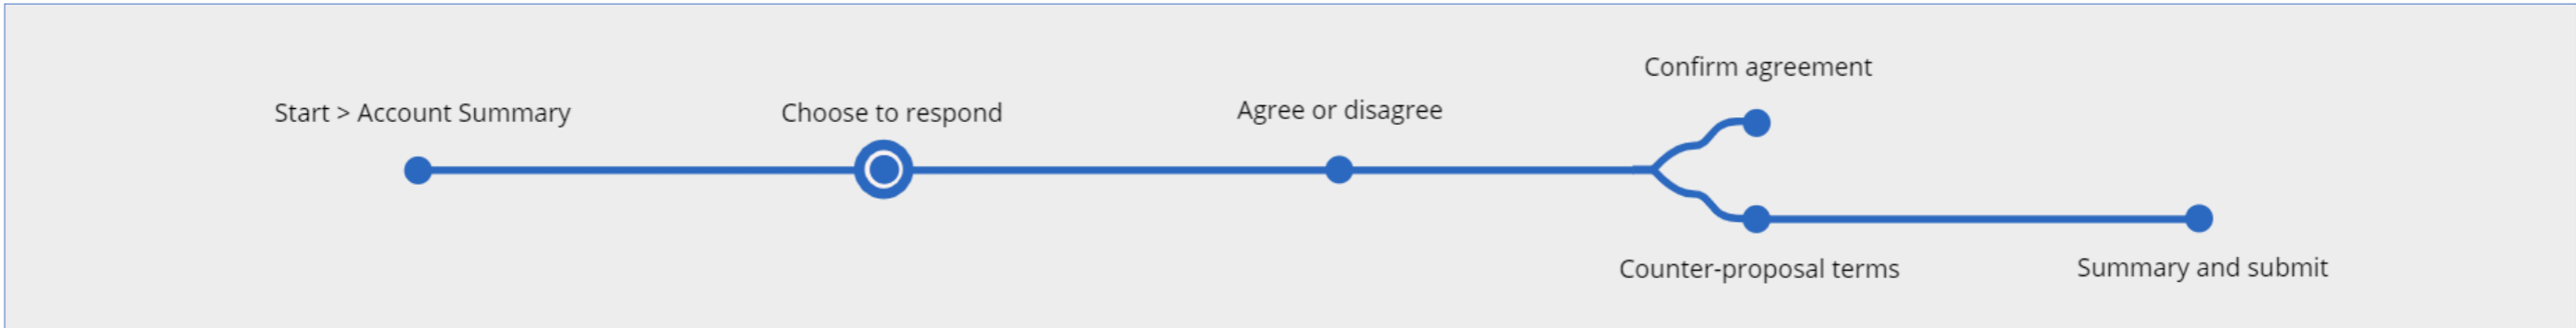 Start > Account Summary
Choose to respond
Agree or disagree
Confirm agreement
Counter-proposal terms
Summary and submit